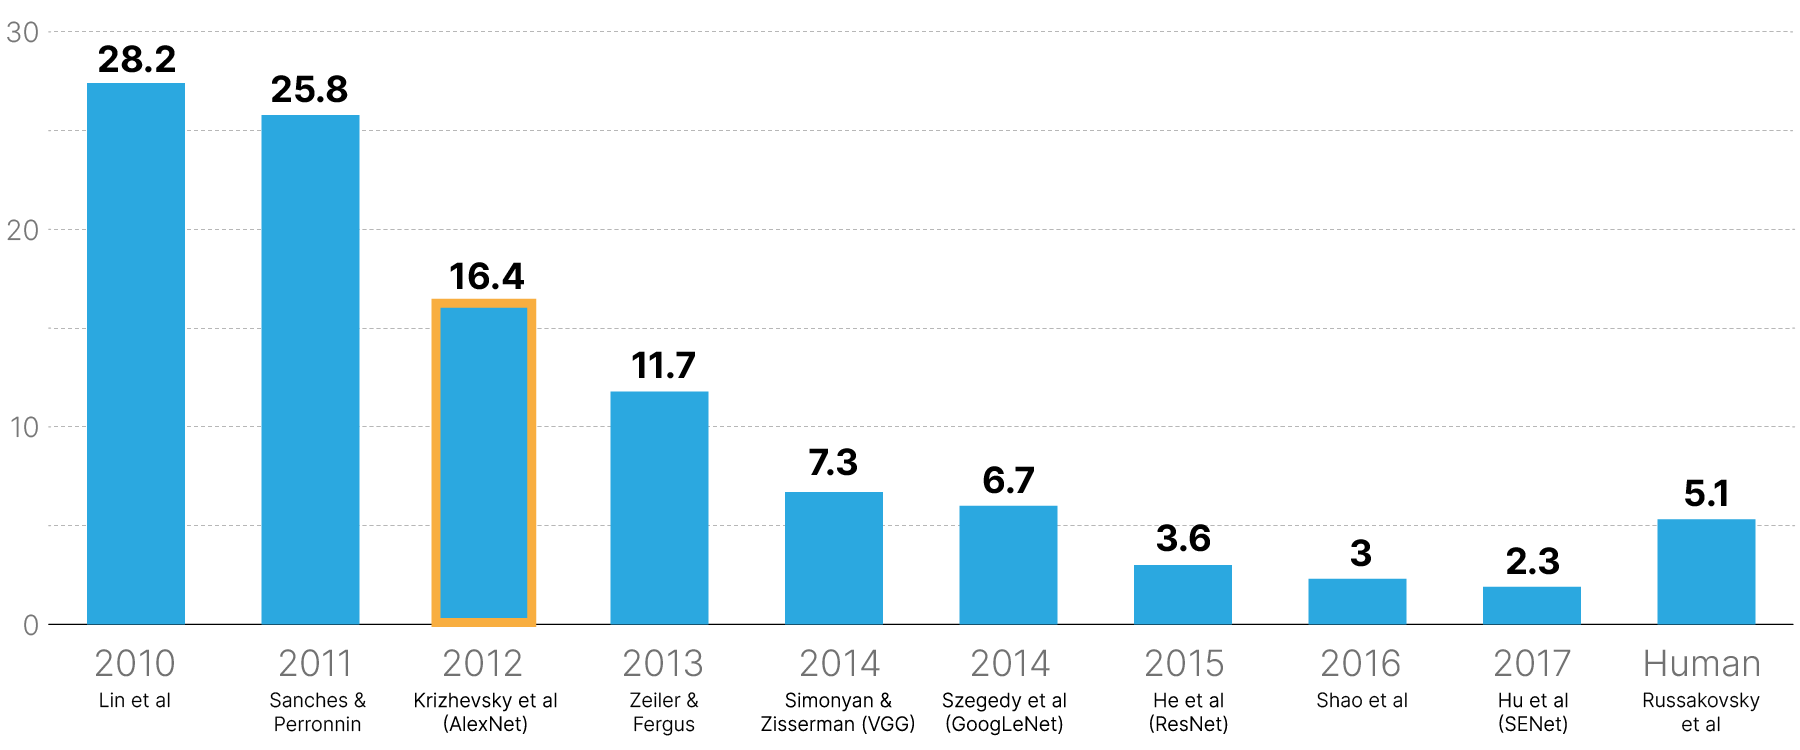 30
28.2
25.8
20
16.4
11.7
10
7.3
6.7
3.6
3
2.3
5.1
0
2010
Lin et al
2011
Sanches &
Perronnin
2012
Krizhevsky et al
(AlexNet)
2013
Zeiler &
Fergus
2014
Simonyan &
Zisserman (VGG)
2014
Szegedy et al
(GoogLeNet)
2015
He et al
(ResNet)
2016
Shao et al
2017
Hu et al
(SENet)
Human
Russakovsky
et al